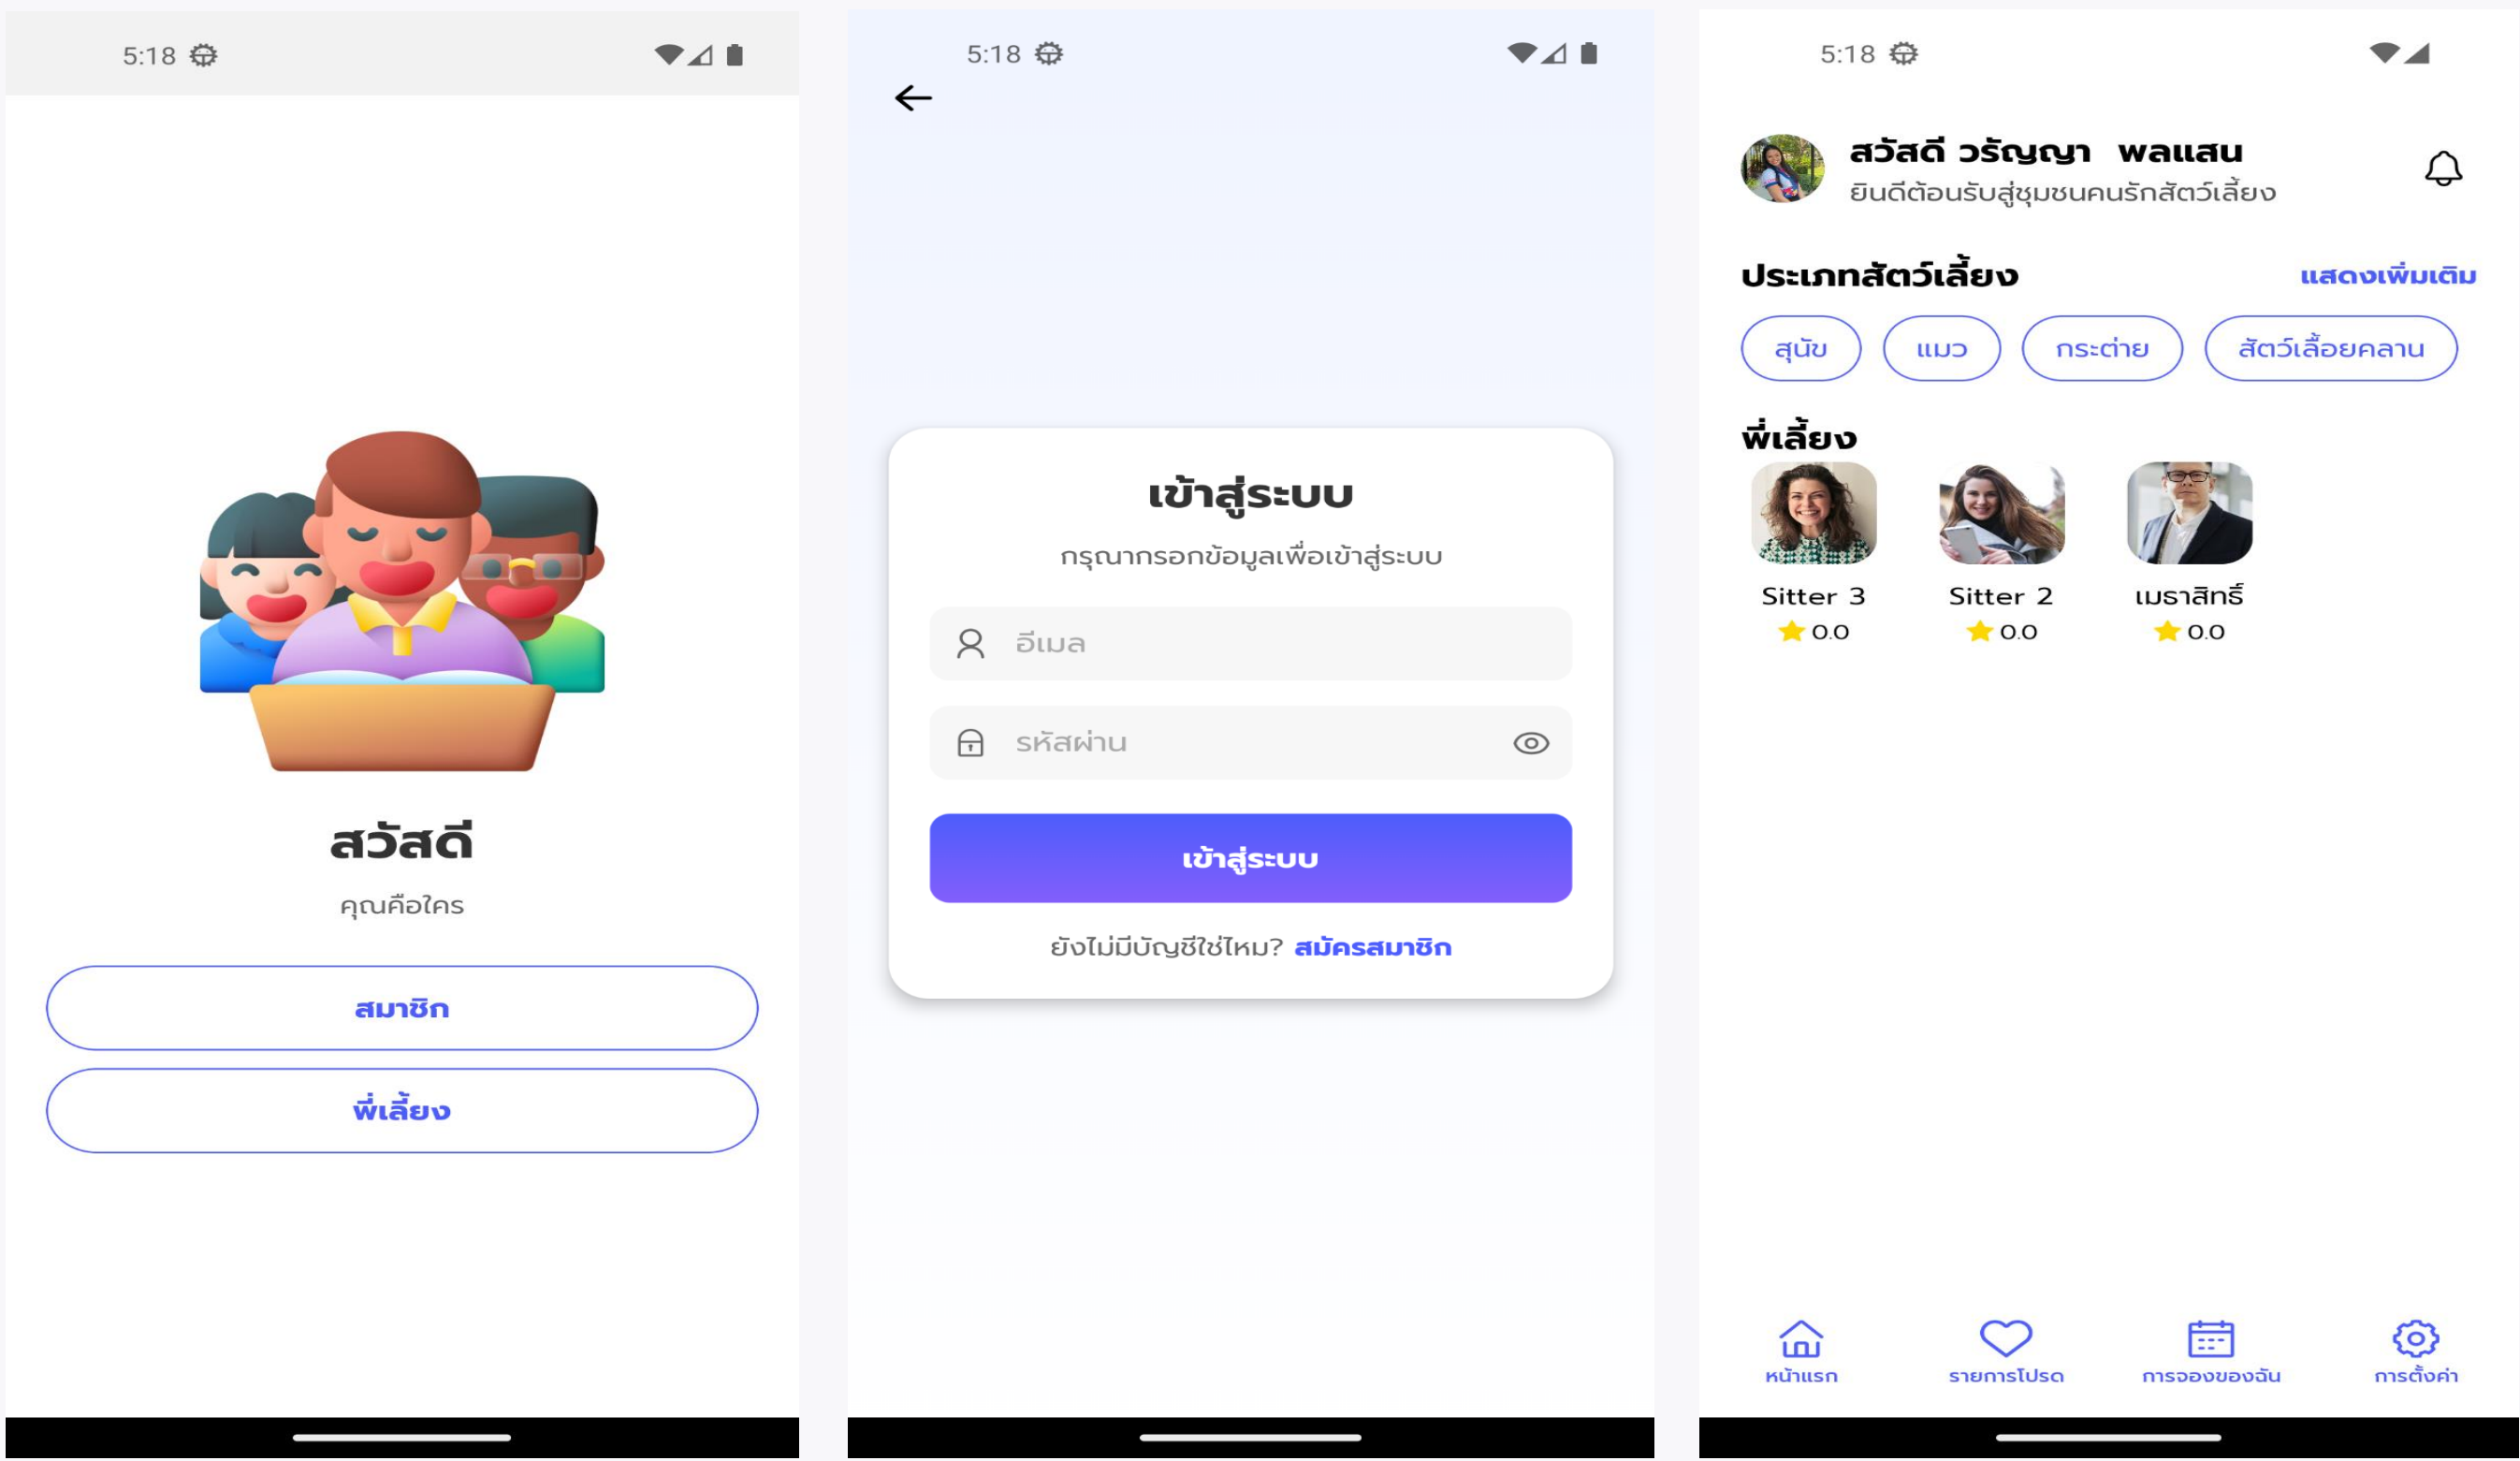 5:18
สวัสดี
คุณคือใคร
สมาชิก
พี่เลี้ยง
5:18
เข้าสู่ระบบ
กรุณากรอกข้อมูลเพื่อเข้าสู่ระบบ
อีเมล
รหัสผ่าน
เข้าสู่ระบบ
ยังไม่มีบัญชีใช่ไหม? สมัครสมาชิก
5:18
สวัสดี วรัญญา พลแสน
ยินดีต้อนรับสู่ชุมชนคนรักสัตว์เลี้ยง
ประเภทสัตว์เลี้ยง แสดงเพิ่มเติม
สุนัข แมว กระต่าย สัตว์เลื้อยคลาน
พี่เลี้ยง
Sitter 3 Sitter 2 เมธาสิทธิ์
0.0 0.0 0.0
หน้าแรก รายการโปรด การจองของฉัน การตั้งค่า